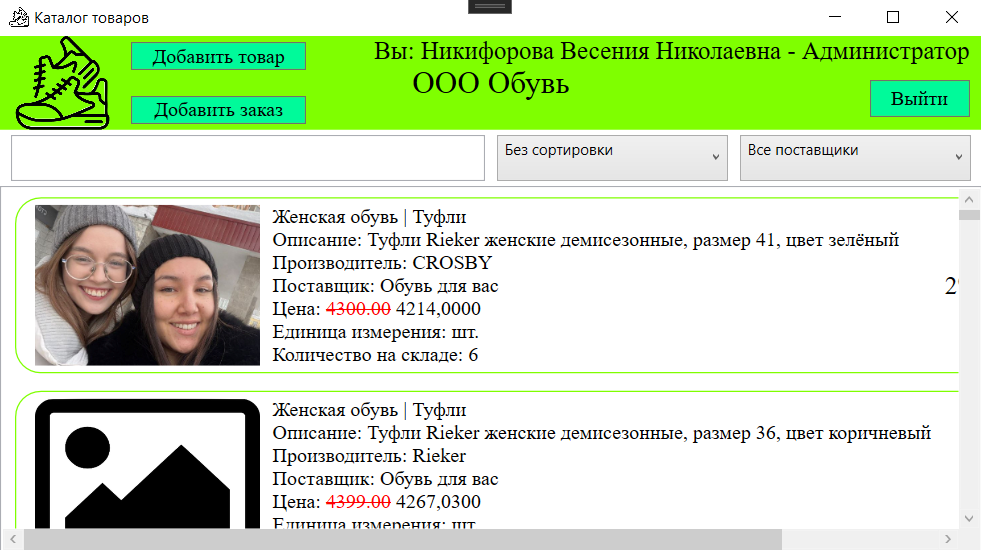 Каталог товаров
Добавить товар
Вы: Никифорова Весения Николаевна - Администратор
ООО Обувь
Добавить заказ
Выйти
Без сортировки
Все поставщики
Женская обувь | Туфли
Описание: Туфли Rieker женские демисезонные, размер 41, цвет зелёный
Производитель: CROSBY
Поставщик: Обувь для вас
Цена: 4300.00 4214,0000
Единица измерения: шт.
Количество на складе: 6
Женская обувь | Туфли
Описание: Туфли Rieker женские демисезонные, размер 36, цвет коричневый
Производитель: Rieker
Поставщик: Обувь для вас
Цена: 4399.00 4267,0300
Единица измерения: шт.